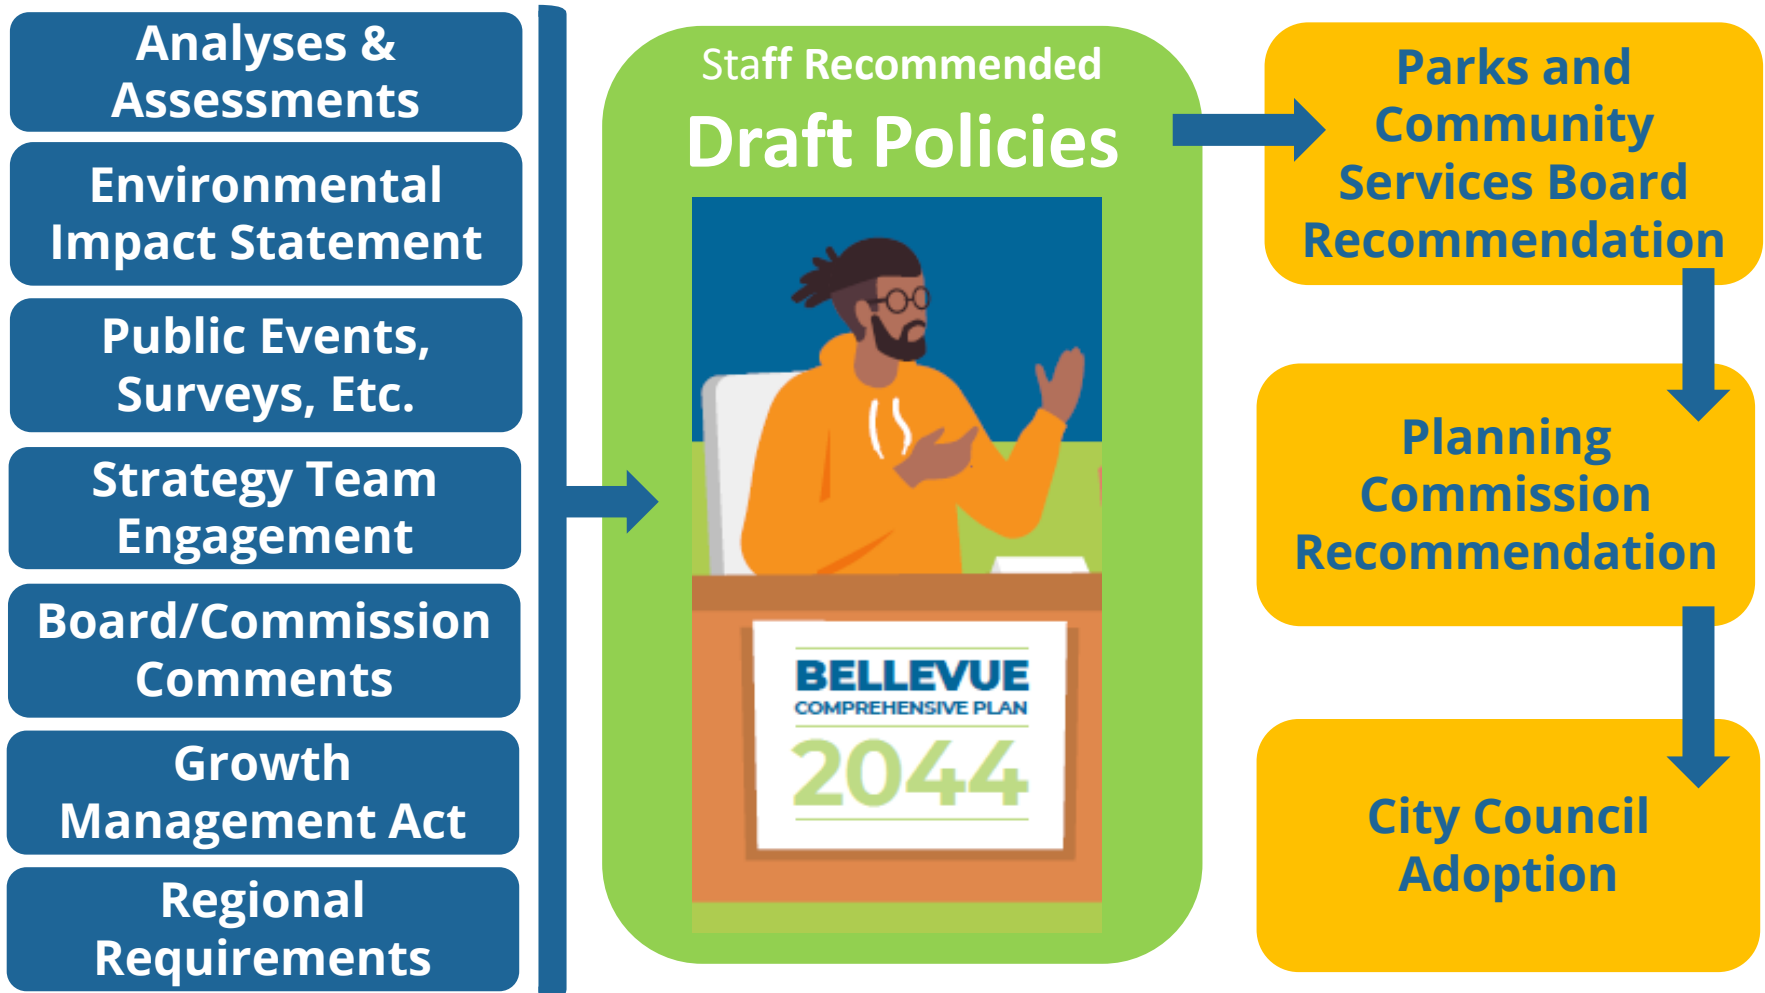 Analyses &
Assessments
Environmental
Impact Statement
Public Events,
Surveys, Etc.
Strategy Team
Engagement
Board/Commission
Comments
Growth
Management Act
Regional
Requirements
Staff Recommended
Draft Policies
BELLEVUE
COMPREHENSIVE PLAN
2044
Parks and
Community
Services Board
Recommendation
Planning
Commission
Recommendation
City Council
Adoption